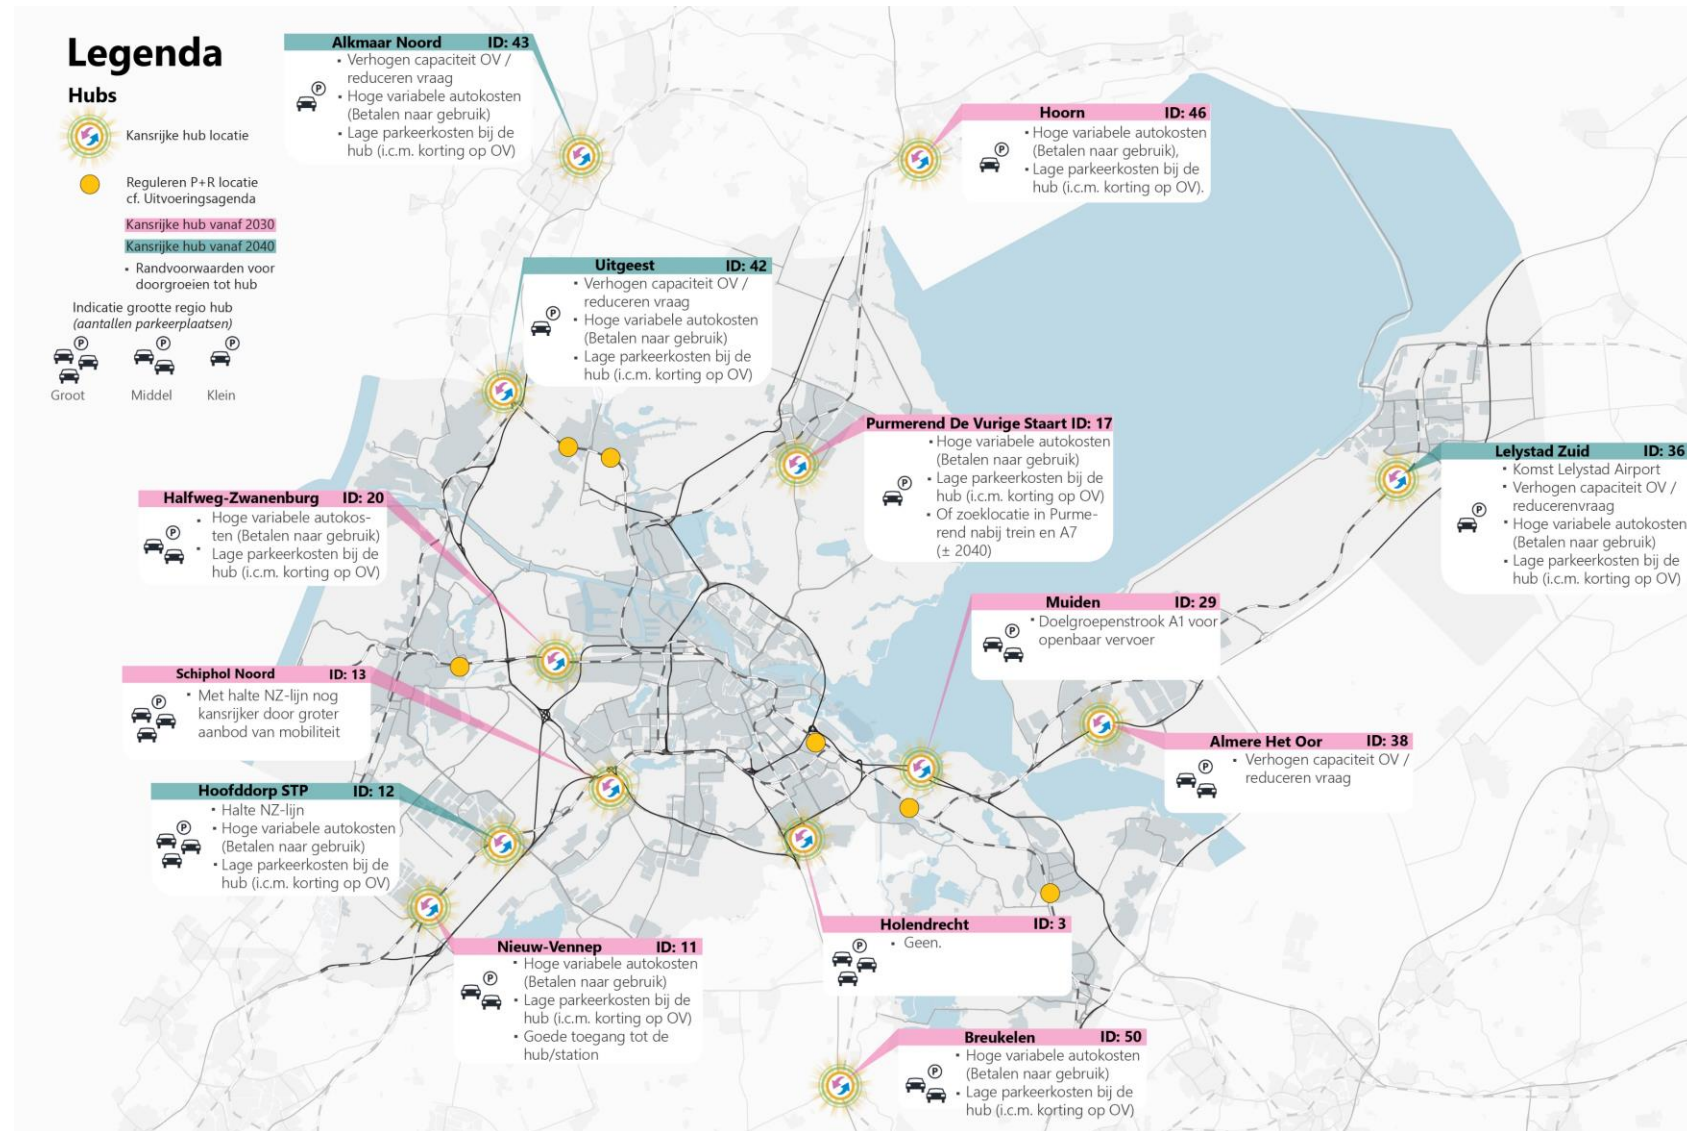 Legenda
Hubs
Kansrijke hub locatie
Reguleren P+R locatie
cf. Uitvoeringsagenda
Kansrijke hub vanaf 2030
Kansrijke hub vanaf 2040
• Randvoorwaarden voor
doorgroeien tot hub
Indicatie grootte regio hub
(aantallen parkeerplaatsen)
P P P
Groot Middel Klein
Alkmaar Noord ID: 43
• Verhogen capaciteit OV /
reduceren vraag
• Hoge variabele autokosten
(Betalen naar gebruik)
• Lage parkeerkosten bij de
hub (i.c.m. korting op OV)
P
Hoorn ID: 46
• Hoge variabele autokosten
(Betalen naar gebruik),
• Lage parkeerkosten bij de
hub (i.c.m. korting op OV).
P
Uitgeest ID: 42
• Verhogen capaciteit OV /
reduceren vraag
• Hoge variabele autokosten
(Betalen naar gebruik)
• Lage parkeerkosten bij de
hub (i.c.m. korting op OV)
P
Purmerend De Vurige Staart ID: 17
• Hoge variabele autokosten
(Betalen naar gebruik)
• Lage parkeerkosten bij de
hub (i.c.m. korting op OV)
• Of zoeklocatie in Purme-
rend nabij trein en A7
(± 2040)
P
Lelystad Zuid ID: 36
• Komst Lelystad Airport
• Verhogen capaciteit OV /
reducerenvraag
• Hoge variabele autokosten
(Betalen naar gebruik)
• Lage parkeerkosten bij de
hub (i.c.m. korting op OV)
P
Halfweg-Zwanenburg ID: 20
• Hoge variabele autokos-
ten (Betalen naar gebruik)
• Lage parkeerkosten bij de
hub (i.c.m. korting op OV)
P
Muiden ID: 29
• Doelgroepenstrook A1 voor
openbaar vervoer
P
Schiphol Noord ID: 13
• Met halte NZ-lijn nog
kansrijker door groter
aanbod van mobiliteit
P
Almere Het Oor ID: 38
• Verhogen capaciteit OV /
reduceren vraag
P
Hoofddorp STP ID: 12
• Halte NZ-lijn
• Hoge variabele autokosten
(Betalen naar gebruik)
• Lage parkeerkosten bij de
hub (i.c.m. korting op OV)
P
Holendrecht ID: 3
• Geen.
P
Nieuw-Vennep ID: 11
• Hoge variabele autokosten
(Betalen naar gebruik)
• Lage parkeerkosten bij de
hub (i.c.m. korting op OV)
• Goede toegang tot de
hub/station
P
Breukelen ID: 50
• Hoge variabele autokosten
(Betalen naar gebruik)
• Lage parkeerkosten bij de
hub (i.c.m. korting op OV)
P